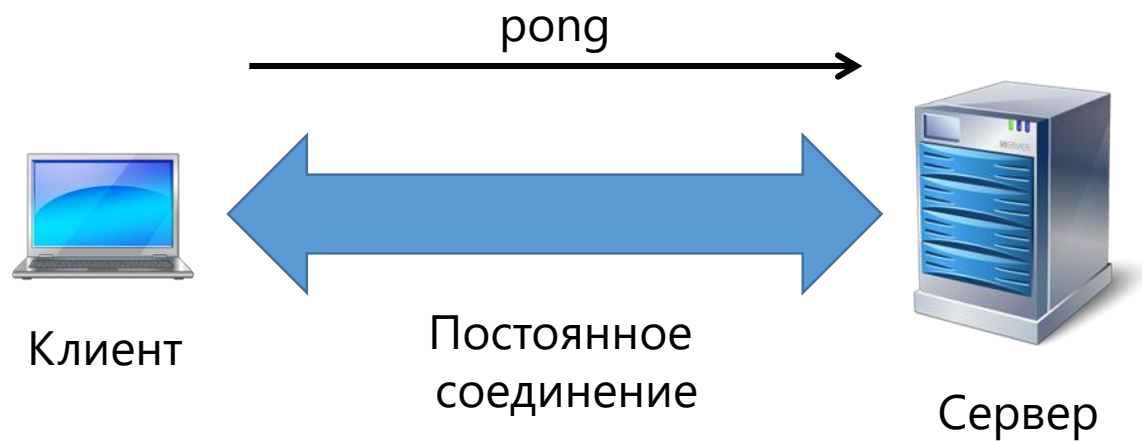 pong
Клиент
Постоянное
соединение
Сервер